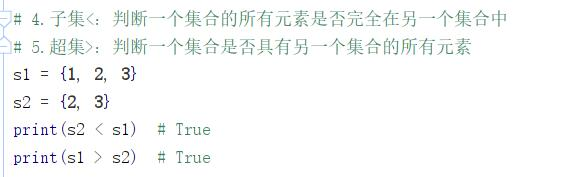 # 4.子集<: 判断一个集合的所有元素是否完全在另一个集合中
# 5.超集>: 判断一个集合是否具有另一个集合的所有元素
s1 = {1, 2, 3}
s2 = {2, 3}
print(s2 < s1)  # True
print(s1 > s2)  # True